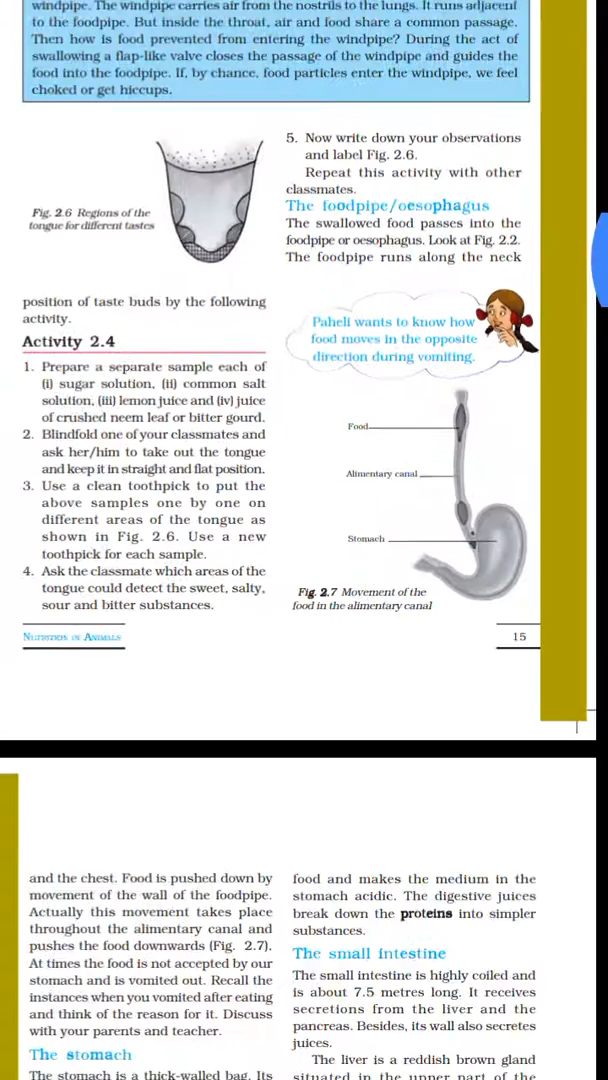 windpipe. The windpipe carries air from the nostrils to the lungs. It runs adjacent
to the foodpipe. But inside the throat, air and food share a common passage.
Then how is food prevented from entering the windpipe? During the act of
swallowing a flap-like valve closes the passage of the windpipe and guides the
food into the foodpipe. If, by chance, food particles enter the windpipe, we feel
choked or get hiccups.
Fig. 2.6 Regions of the
tongue for different tastes
position of taste buds by the following
activity.
Activity 2.4
1. Prepare a separate sample each of
(i) sugar solution, (ii) common salt
solution, (iii) lemon juice and (iv) juice
of crushed neem leaf or bitter gourd.
2. Blindfold one of your classmates and
ask her/him to take out the tongue
and keep it in straight and flat position.
3. Use a clean toothpick to put the
above samples one by one on
different areas of the tongue as
shown in Fig. 2.6. Use a new
toothpick for each sample.
4. Ask the classmate which areas of the
tongue could detect the sweet, salty,
sour and bitter substances.
5. Now write down your observations
and label Fig. 2.6.
Repeat this activity with other
classmates.
The foodpipe/oesophagus
The swallowed food passes into the
foodpipe or oesophagus. Look at Fig. 2.2.
The foodpipe runs along the neck
Paheli wants to know how
food moves in the opposite
direction during vomiting.
Food
Alimentary canal
Stomach
Fig. 2.7 Movement of the
food in the alimentary canal
NUTRITION IN ANIMALS
15
and the chest. Food is pushed down by
movement of the wall of the foodpipe.
Actually this movement takes place
throughout the alimentary canal and
pushes the food downwards (Fig. 2.7).
At times the food is not accepted by our
stomach and is vomited out. Recall the
instances when you vomited after eating
and think of the reason for it. Discuss
with your parents and teacher.
The stomach
The stomach is a thick-walled bag. Its
food and makes the medium in the
stomach acidic. The digestive juices
break down the proteins into simpler
substances.
The small intestine
The small intestine is highly coiled and
is about 7.5 metres long. It receives
secretions from the liver and the
pancreas. Besides, its wall also secretes
juices.
The liver is a reddish brown gland
situated in the upper part of the